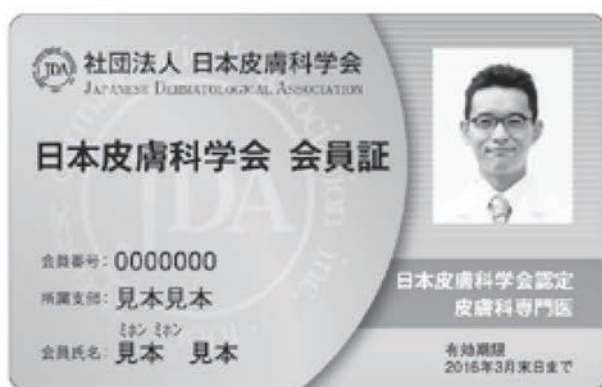 JDA 社団法人 日本皮膚科学会
JAPANESE DERMATOLOGICAL ASSOCIATION
日本皮膚科学会 会員証
会員番号：0000000
所属支部：見本見本
ミホン ミホン
会員氏名：見本 見本
日本皮膚科学会認定
皮膚科専門医
有効期限
2016年3月末日まで